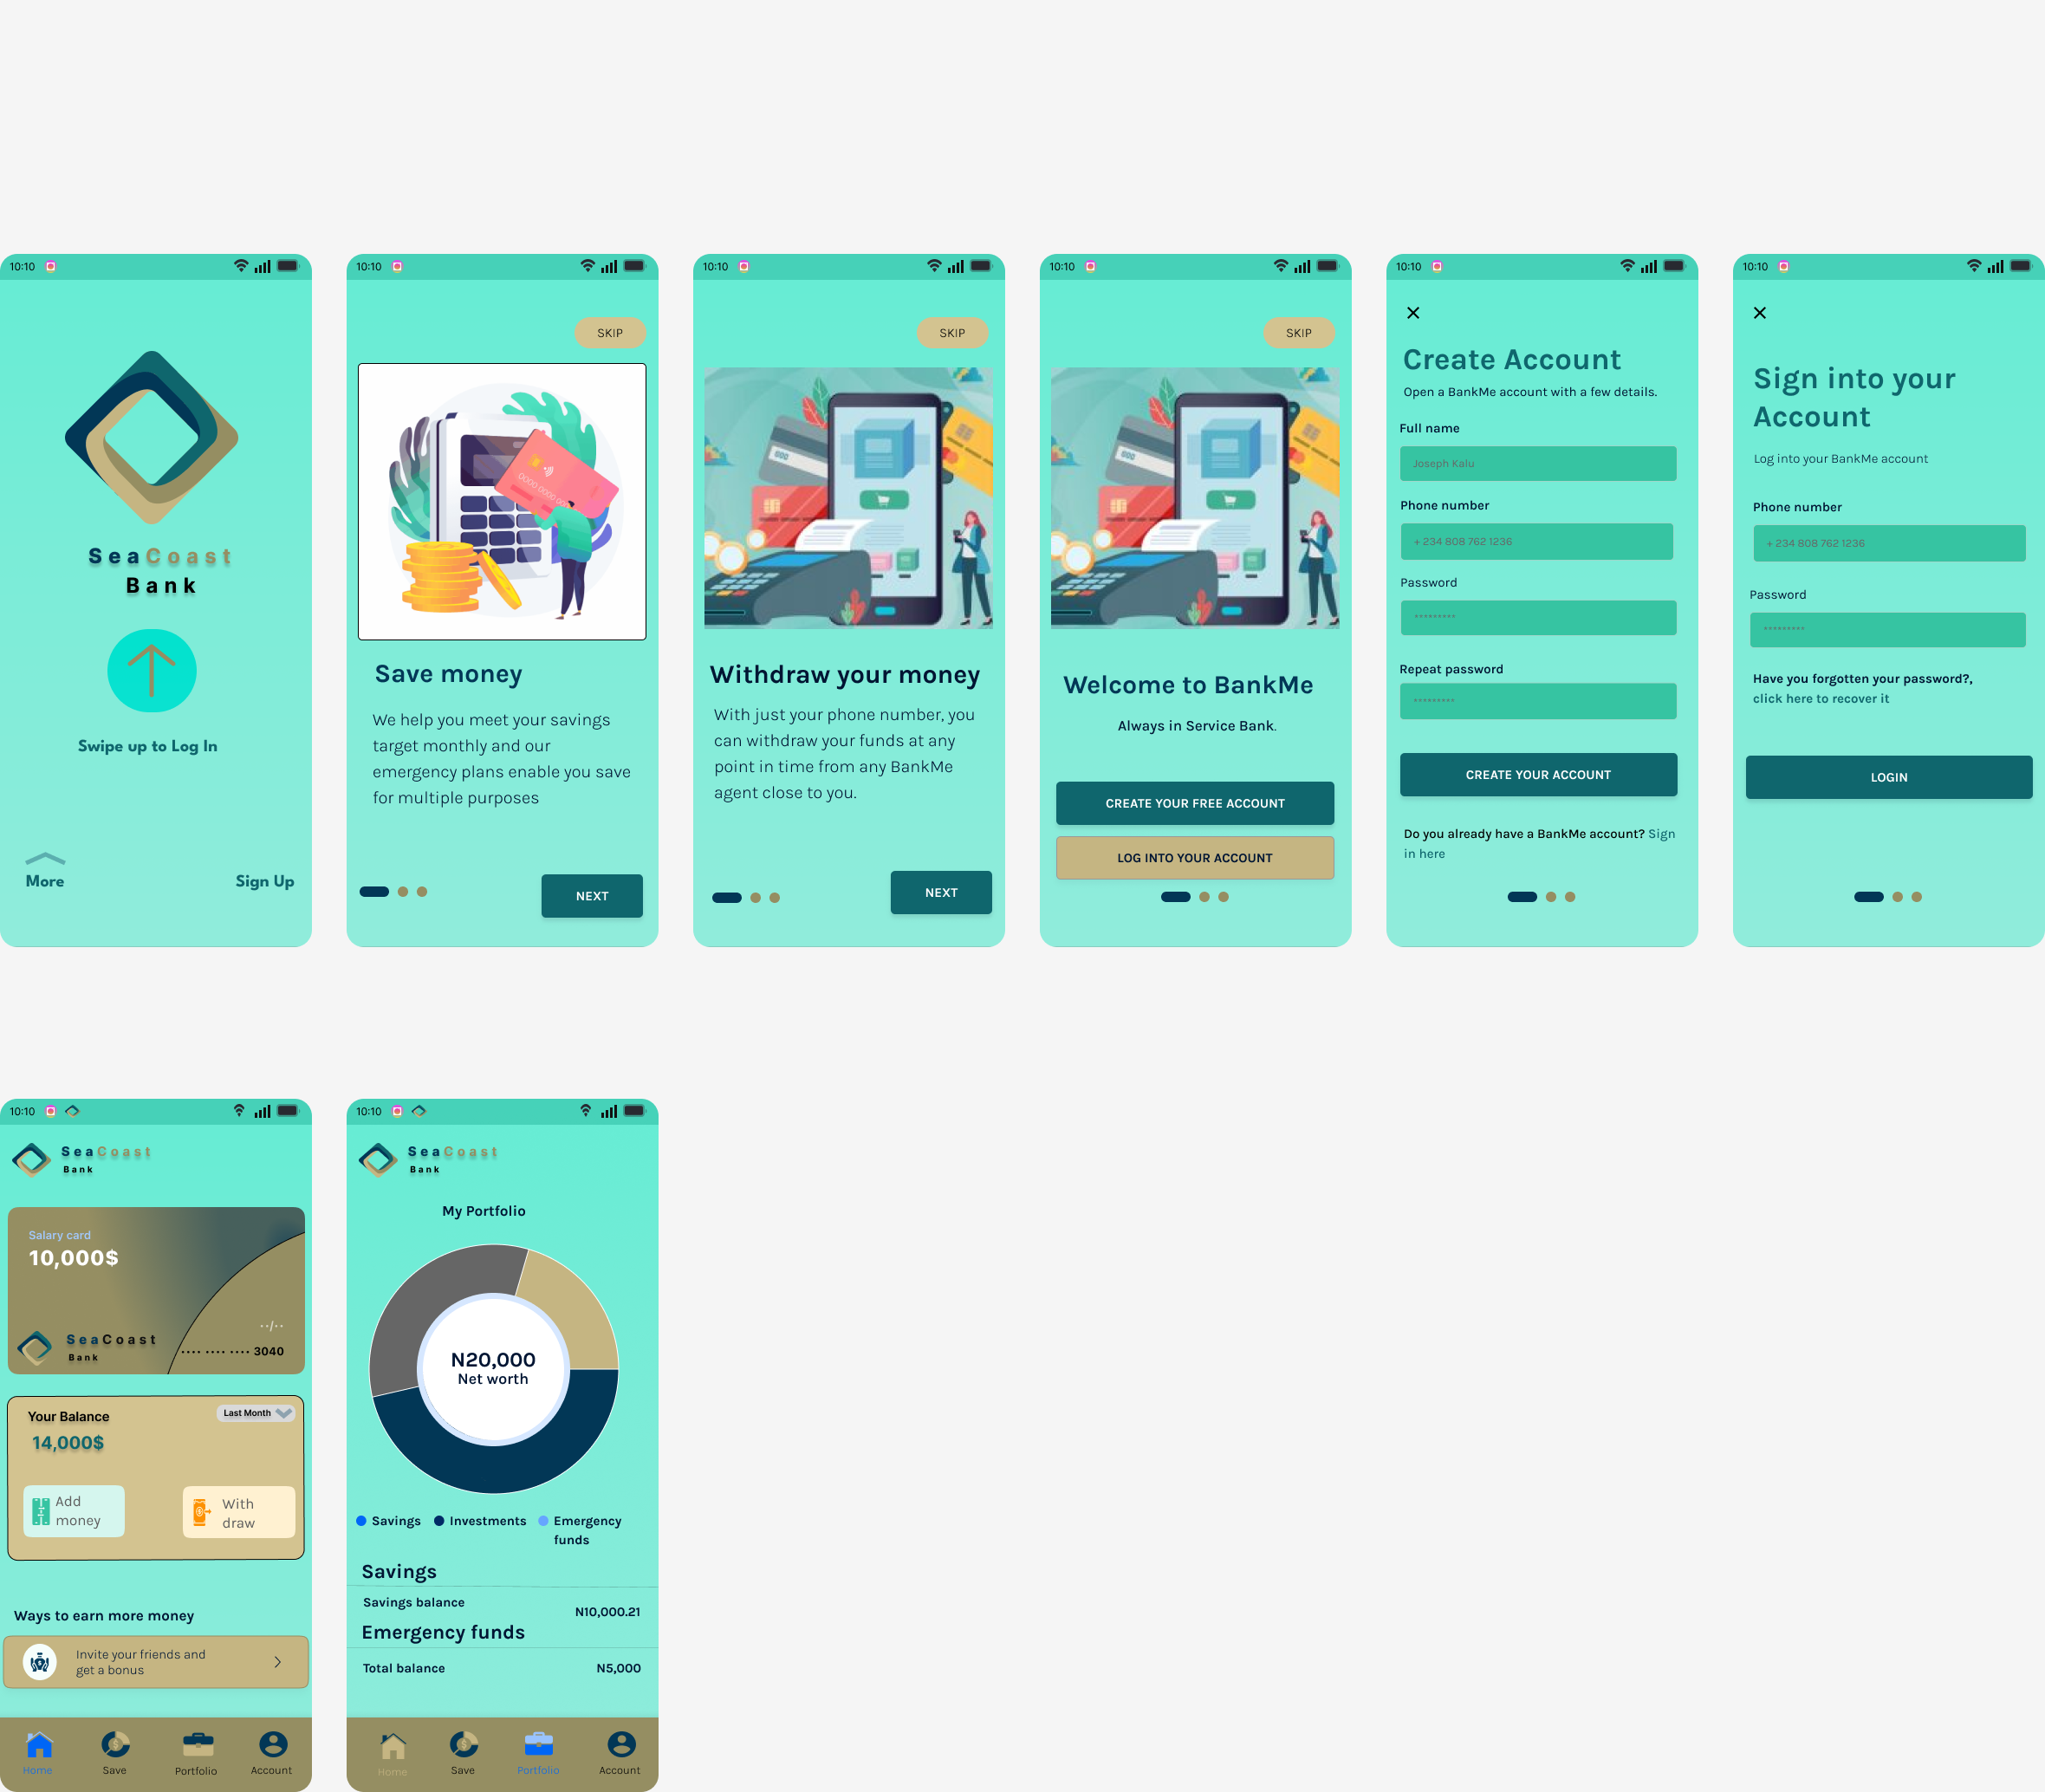 10:10
SeaCoast
Bank
Swipe up to Log In
More
Sign Up
10:10
SKIP
0000 0000 00
Save money
We help you meet your savings
target monthly and our
emergency plans enable you save
for multiple purposes
NEXT
10:10
SKIP
Withdraw your money
With just your phone number, you
can withdraw your funds at any
point in time from any BankMe
agent close to you.
NEXT
10:10
SKIP
Welcome to BankMe
Always in Service Bank.
CREATE YOUR FREE ACCOUNT
LOG INTO YOUR ACCOUNT
10:10
Create Account
Open a BankMe account with a few details.
Full name
Joseph Kalu
Phone number
+ 234 808 762 1236
Password
*********
Repeat password
*********
CREATE YOUR ACCOUNT
Do you already have a BankMe account? Sign
in here
10:10
Sign into your
Account
Log into your BankMe account
Phone number
+ 234 808 762 1236
Password
*********
Have you forgotten your password?,
click here to recover it
LOGIN
10:10
SeaCoast
Bank
Salary card
10,000$
SeaCoast
Bank
··/··
···· ···· ···· 3040
Your Balance
Last Month
14,000$
Add
money
With
draw
Ways to earn more money
Invite your friends and
get a bonus
Home
Save
Portfolio
Account
10:10
SeaCoast
Bank
My Portfolio
N20,000
Net worth
Savings
Investments
Emergency
funds
Savings
Savings balance
N10,000.21
Emergency funds
Total balance
N5,000
Home
Save
Portfolio
Account